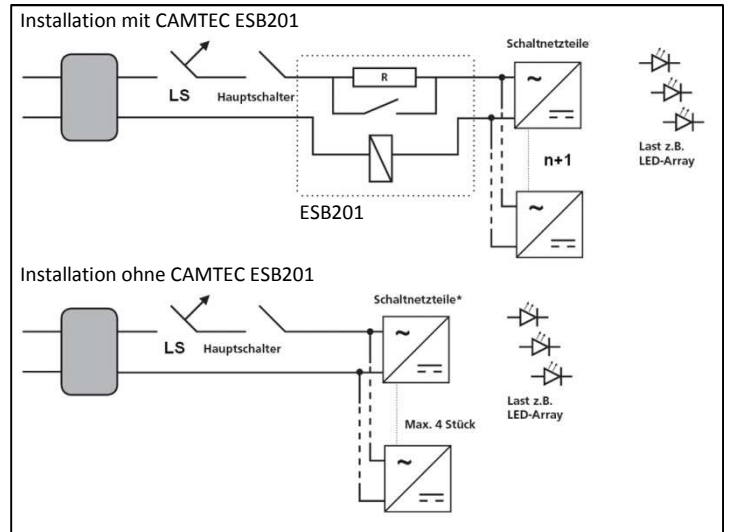 Installation mit CAMTEC ESB201
Schaltnetzteile
R
LS Hauptschalter
~
n+1
Last z.B.
LED-Array
ESB201
~
Installation ohne CAMTEC ESB201
Schaltnetzteile*
LS Hauptschalter
~
Last z.B.
LED-Array
Max. 4 Stück
~